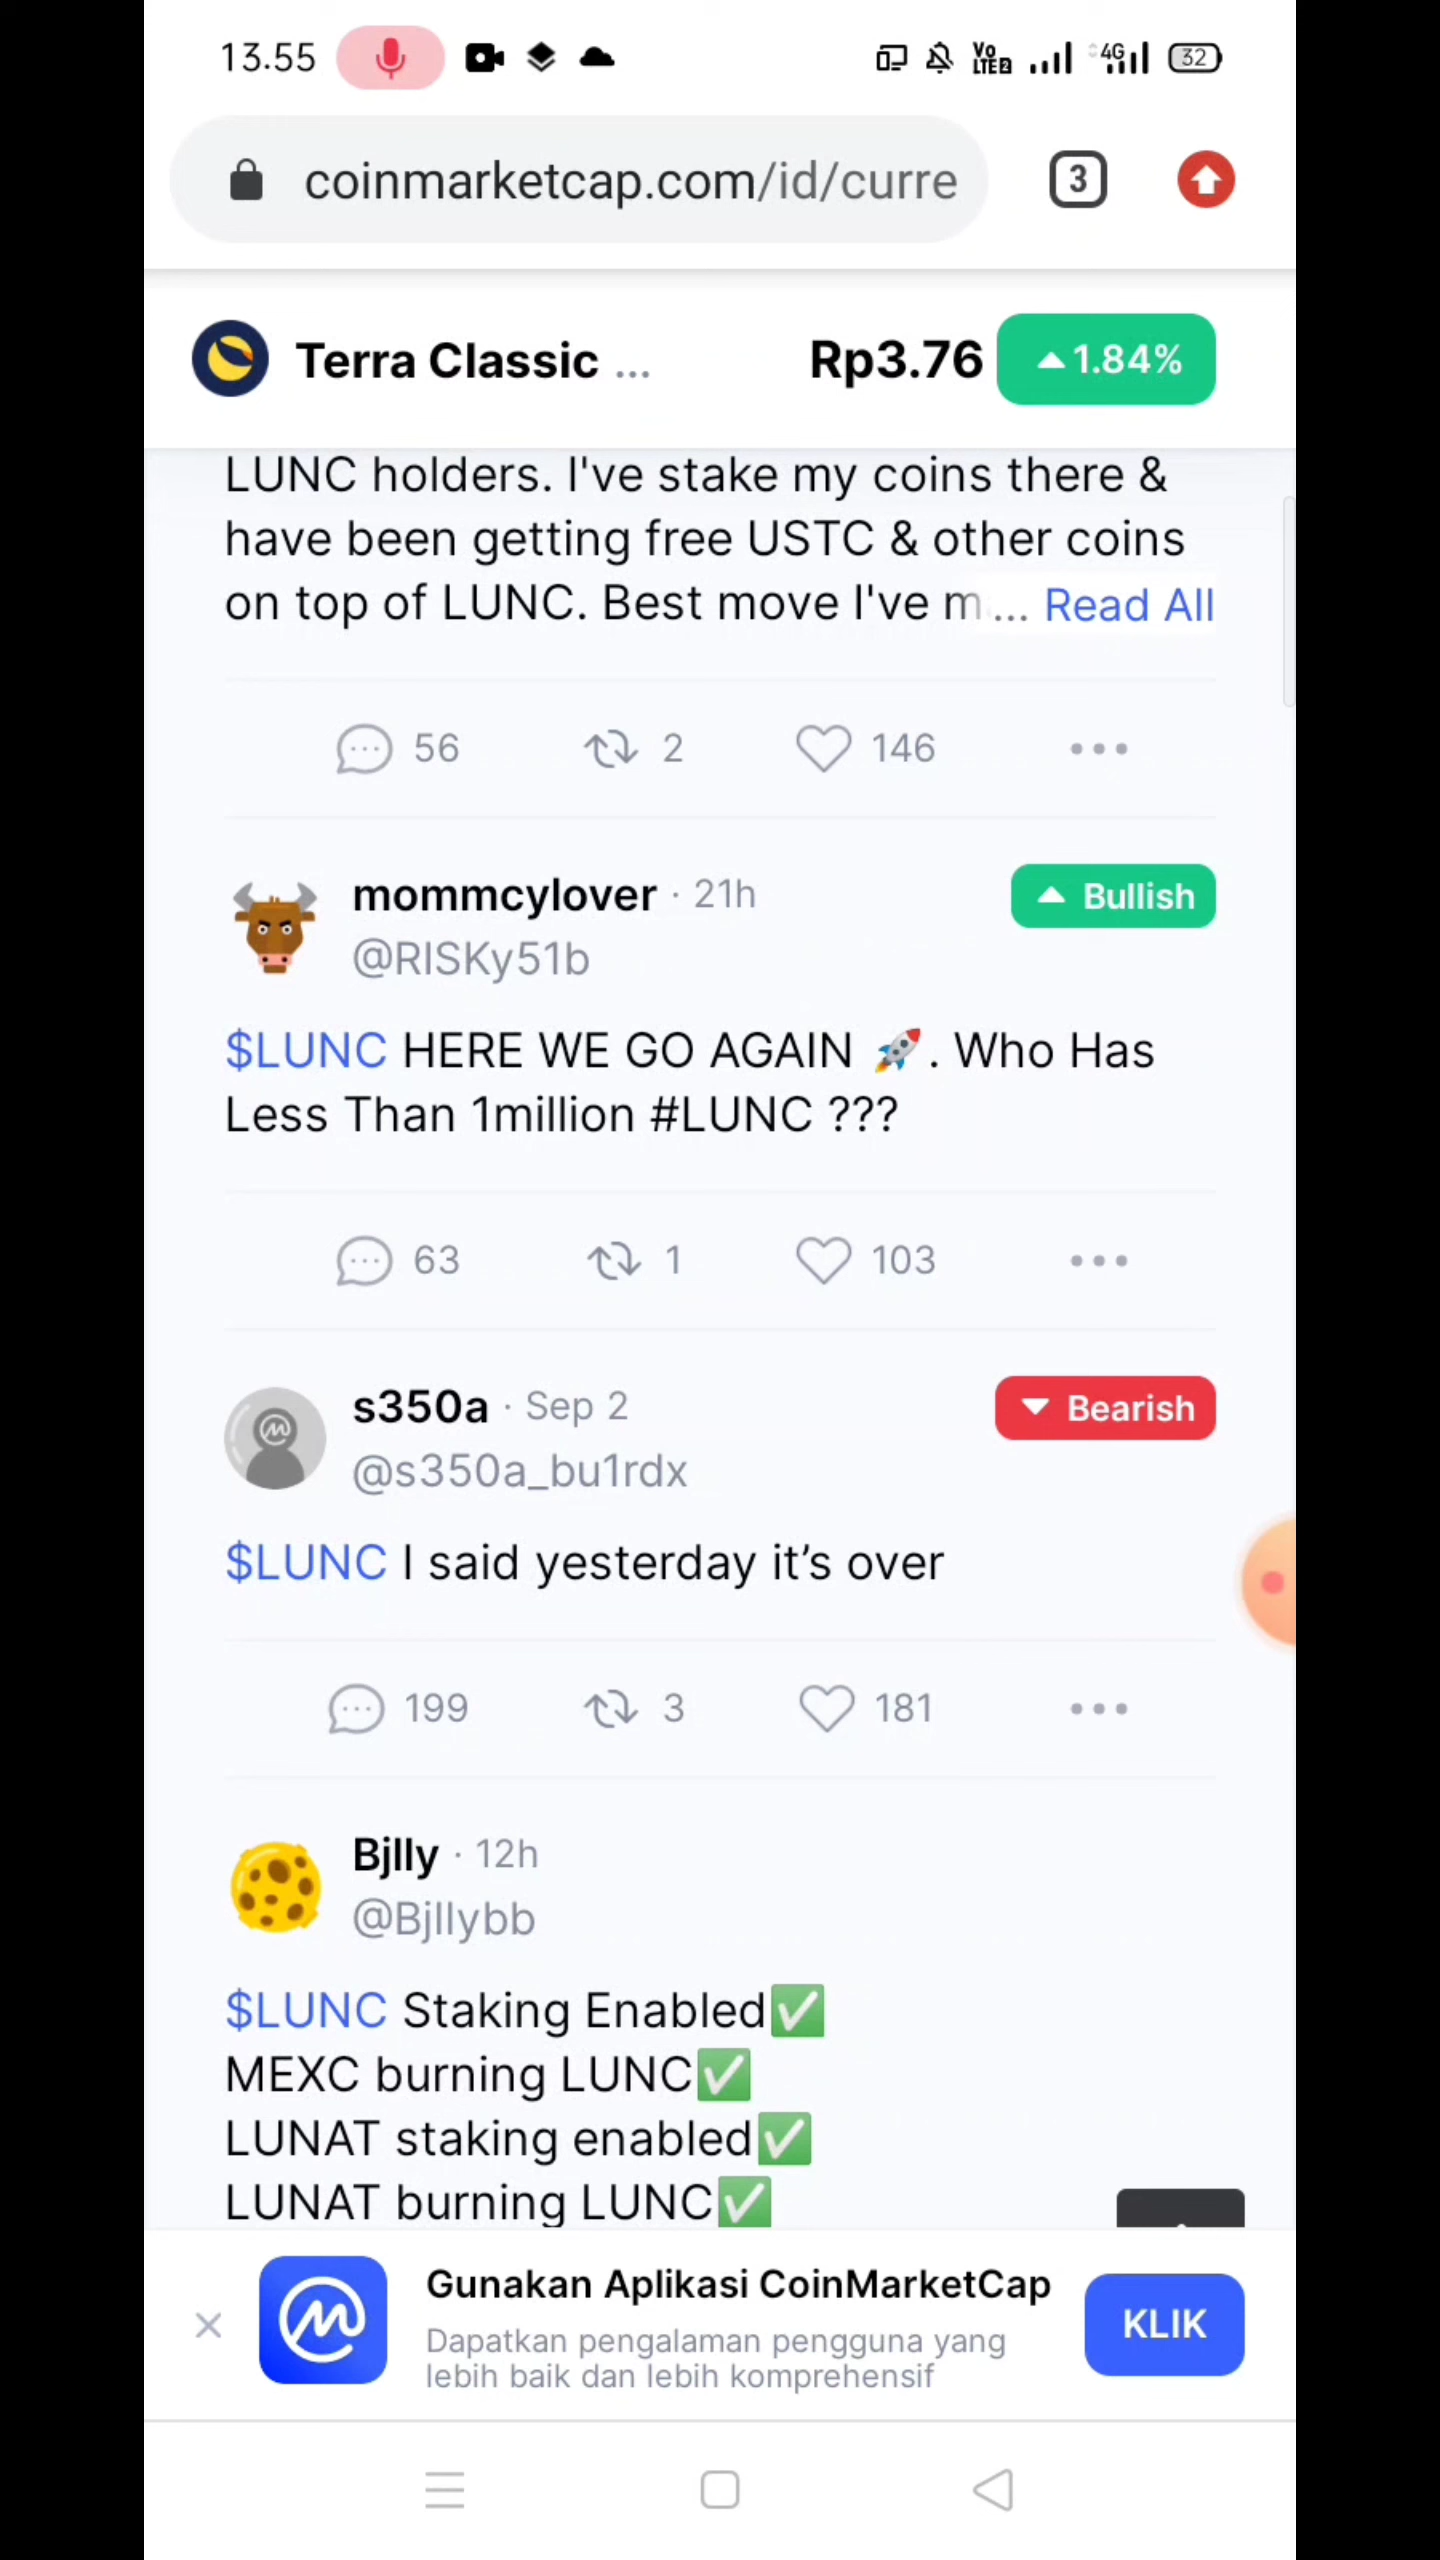 13.55
Vo LTE2 4G 32
coinmarketcap.com/id/curre
3
Terra Classic ... Rp3.76 1.84%
LUNC holders. I've stake my coins there &
have been getting free USTC & other coins
on top of LUNC. Best move I've m... Read All
56 2 146
mommcylover · 21h Bullish
@RISKy51b
$LUNC HERE WE GO AGAIN 🚀. Who Has
Less Than 1million #LUNC ???
63 1 103
s350a · Sep 2 Bearish
@s350a_bu1rdx
$LUNC I said yesterday it’s over
199 3 181
Bjlly · 12h
@Bjllybb
$LUNC Staking Enabled✅
MEXC burning LUNC✅
LUNAT staking enabled✅
LUNAT burning LUNC✅
Gunakan Aplikasi CoinMarketCap
Dapatkan pengalaman pengguna yang
lebih baik dan lebih komprehensif
KLIK